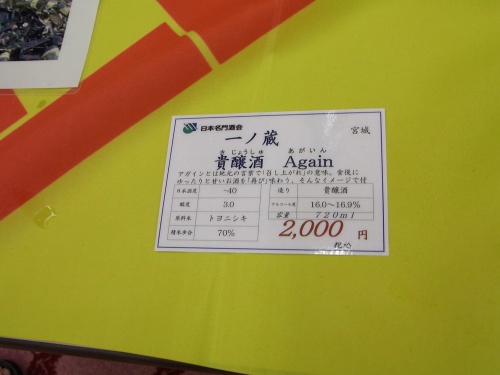 日本名門酒会
一ノ蔵
宮城
きじょうしゅ あがいん
貴醸酒 Again
アガインとは地元の言葉で「召し上がれ」の意味。食後に
ゆったりと甘いお酒を「再び」味わう、そんなイメージで付
日本酒度 ~40 造り 貴醸酒
酸度 3.0 アルコール度 16.0~16.9%
原料米 トヨニシキ 容量 720ml
精米歩合 70% 2,000 円
税込